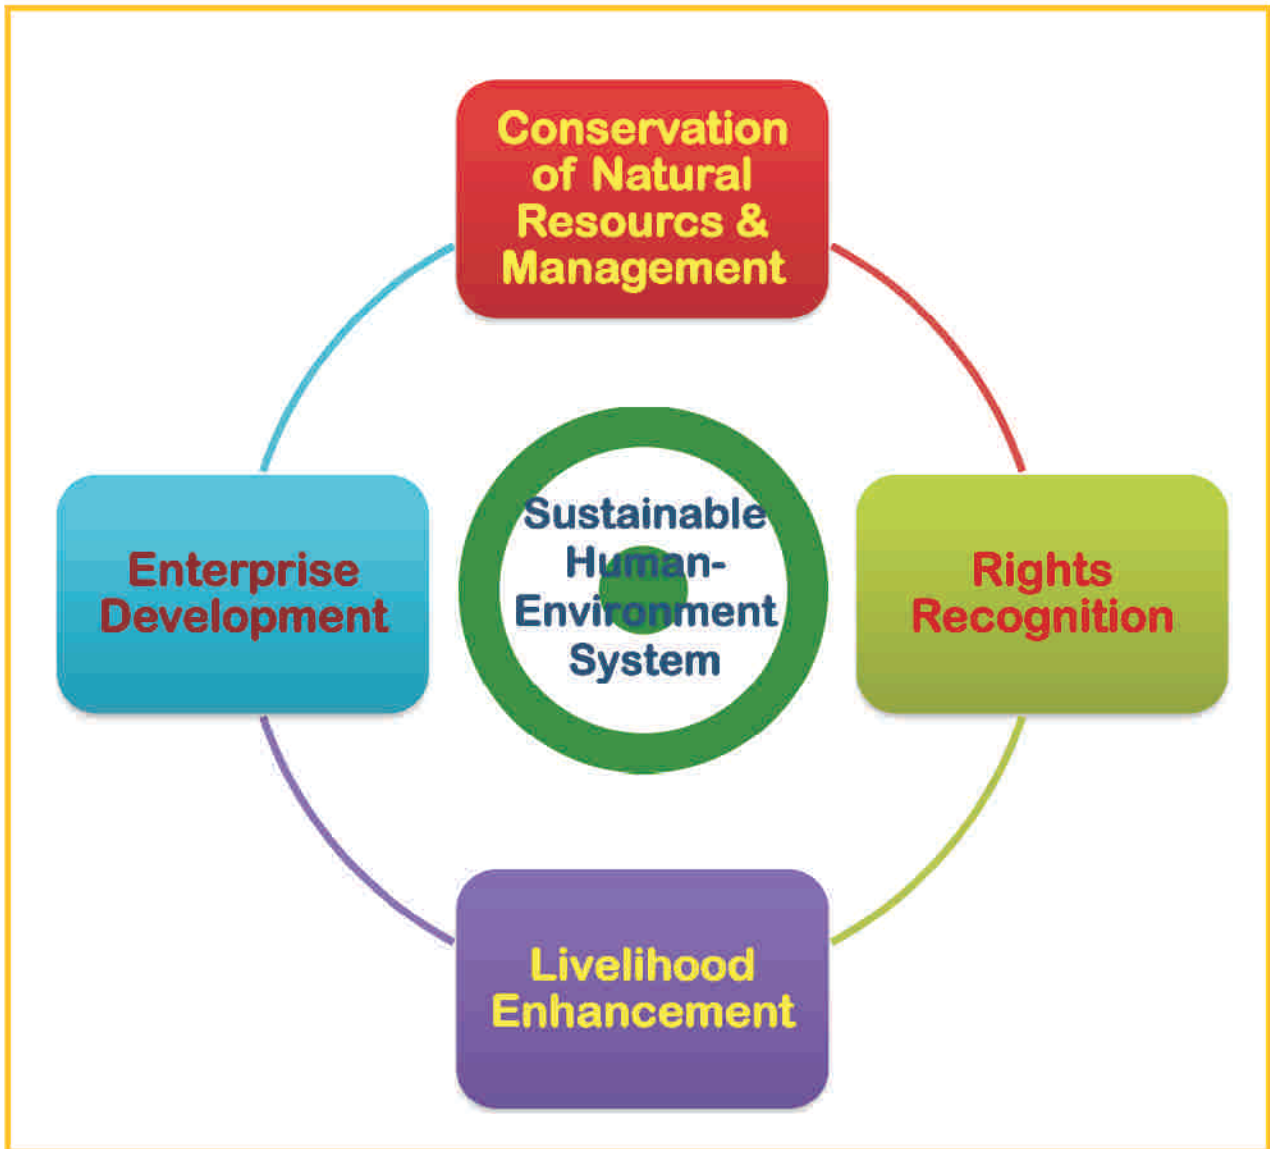 Conservation
of Natural
Resourcs &
Management
Enterprise
Development
Sustainable
Human-
Environment
System
Rights
Recognition
Livelihood
Enhancement